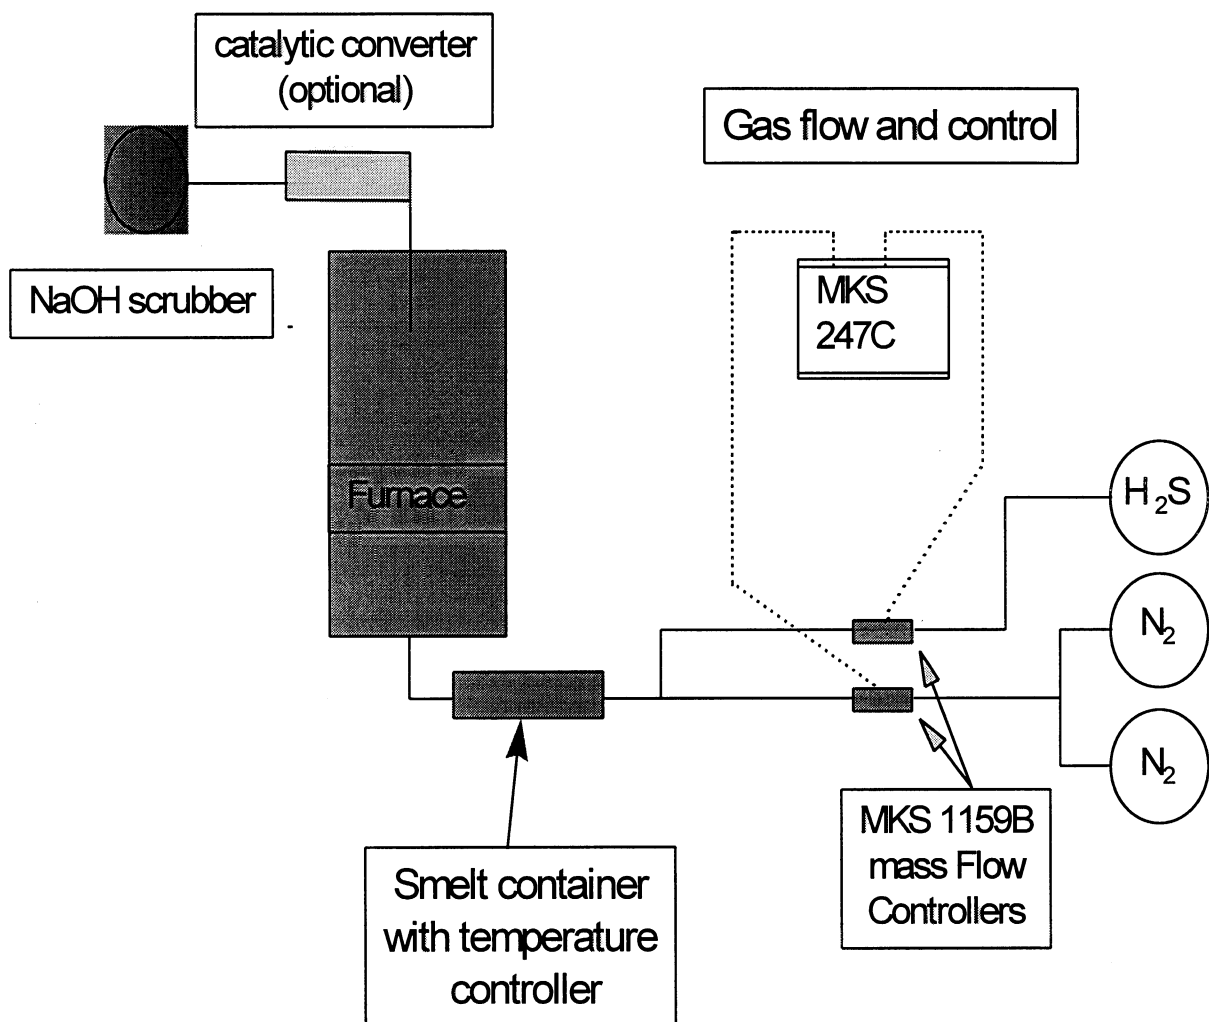 catalytic converter
(optional)
Gas flow and control
NaOH scrubber
MKS
247C
Furnace
H₂S
N₂
N₂
MKS 1159B
mass Flow
Controllers
Smelt container
with temperature
controller